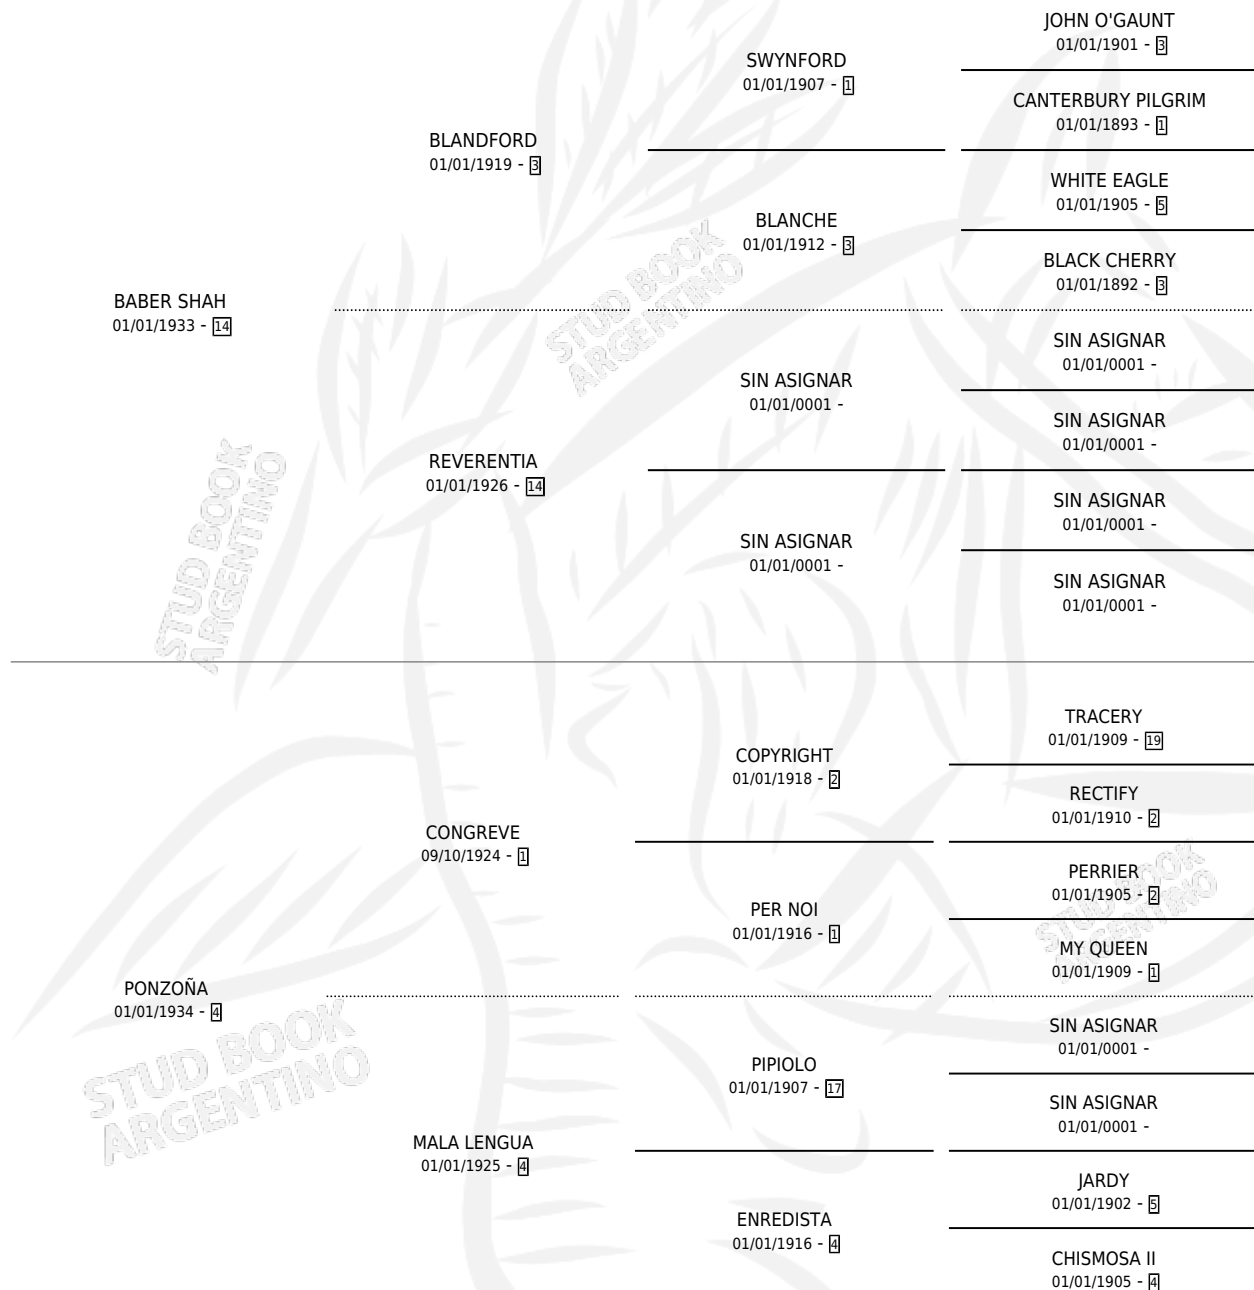 JOHN O'GAUNT
01/01/1901 - 3
SWYNFORD
01/01/1907 - 1
CANTERBURY PILGRIM
01/01/1893 - 1
BLANDFORD
01/01/1919 - 3
WHITE EAGLE
01/01/1905 - 5
BLANCHE
01/01/1912 - 3
BLACK CHERRY
01/01/1892 - 3
BABER SHAH
01/01/1933 - 14
STUD BOOK
ARGENTINO
SIN ASIGNAR
01/01/0001 -
SIN ASIGNAR
01/01/0001 -
SIN ASIGNAR
01/01/0001 -
REVERENTIA
01/01/1926 - 14
SIN ASIGNAR
01/01/0001 -
SIN ASIGNAR
01/01/0001 -
SIN ASIGNAR
01/01/0001 -
STUD BOOK
ARGENTINO
TRACERY
01/01/1909 - 19
COPYRIGHT
01/01/1918 - 2
RECTIFY
01/01/1910 - 2
CONGREVE
09/10/1924 - 1
PERRIER
01/01/1905 - 2
PER NOI
01/01/1916 - 1
MY QUEEN
01/01/1909 - 1
STUD BOOK
ARGENTINO
PONZOÑA
01/01/1934 - 4
STUD BOOK
ARGENTINO
SIN ASIGNAR
01/01/0001 -
PIPIOLO
01/01/1907 - 17
SIN ASIGNAR
01/01/0001 -
MALA LENGUA
01/01/1925 - 4
JARDY
01/01/1902 - 5
ENREDISTA
01/01/1916 - 4
CHISMOSA II
01/01/1905 - 4